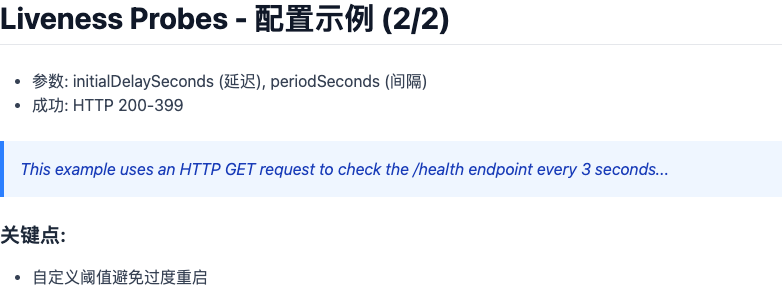 Liveness Probes - 配置示例 (2/2)
参数: initialDelaySeconds (延迟), periodSeconds (间隔)
成功: HTTP 200-399
This example uses an HTTP GET request to check the /health endpoint every 3 seconds...
关键点:
自定义阈值避免过度重启